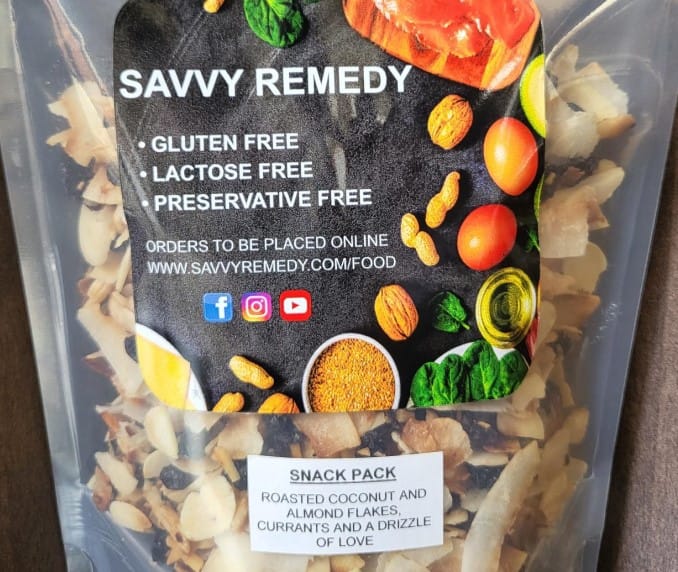 SAVVY REMEDY
• GLUTEN FREE
• LACTOSE FREE
• PRESERVATIVE FREE
ORDERS TO BE PLACED ONLINE
WWW.SAVVYREMEDY.COM/FOOD
SNACK PACK
ROASTED COCONUT AND
ALMOND FLAKES,
CURRANTS AND A DRIZZLE
OF LOVE